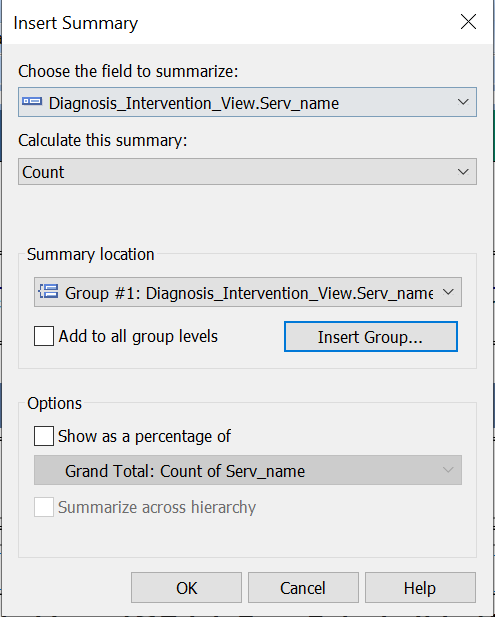 Insert Summary
Choose the field to summarize:
Diagnosis_Intervention_View.Serv_name
Calculate this summary:
Count
Summary location
Group #1: Diagnosis_Intervention_View.Serv_name
Add to all group levels
Insert Group...
Options
Show as a percentage of
Grand Total: Count of Serv_name
Summarize across hierarchy
OK
Cancel
Help